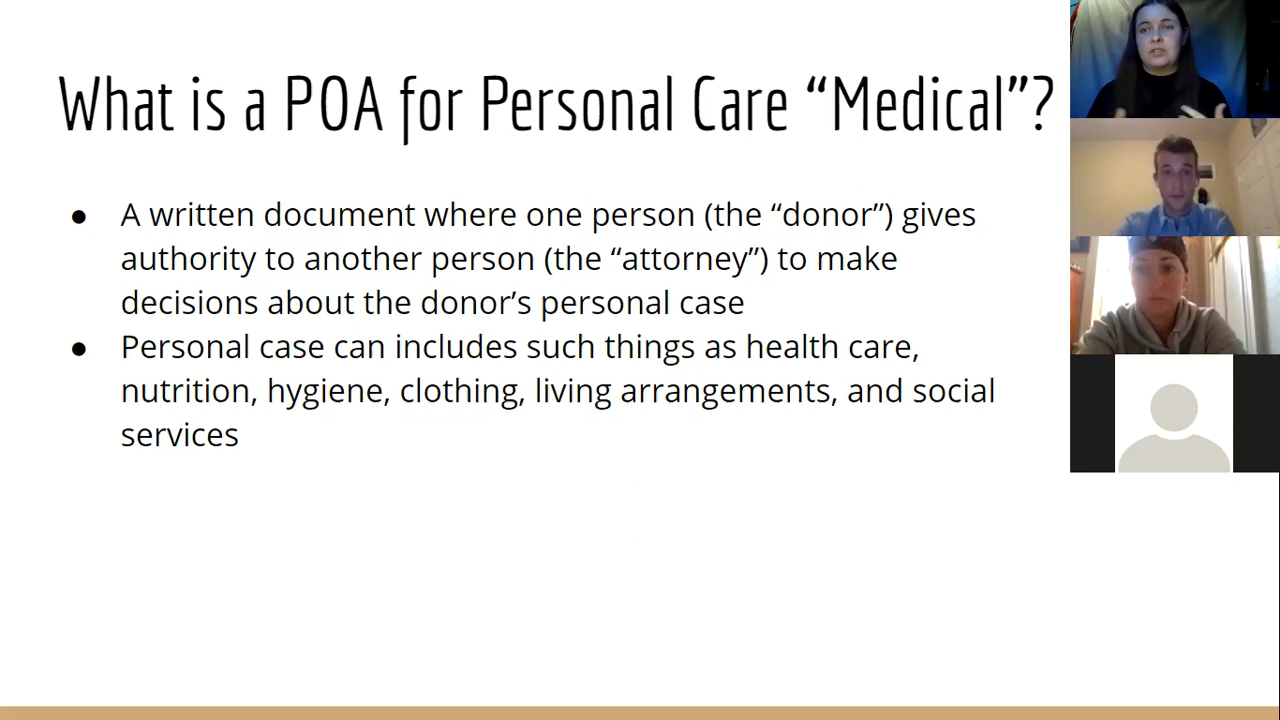 What is a POA for Personal Care “Medical”?
● A written document where one person (the “donor”) gives
authority to another person (the “attorney”) to make
decisions about the donor’s personal case
● Personal case can includes such things as health care,
nutrition, hygiene, clothing, living arrangements, and social
services